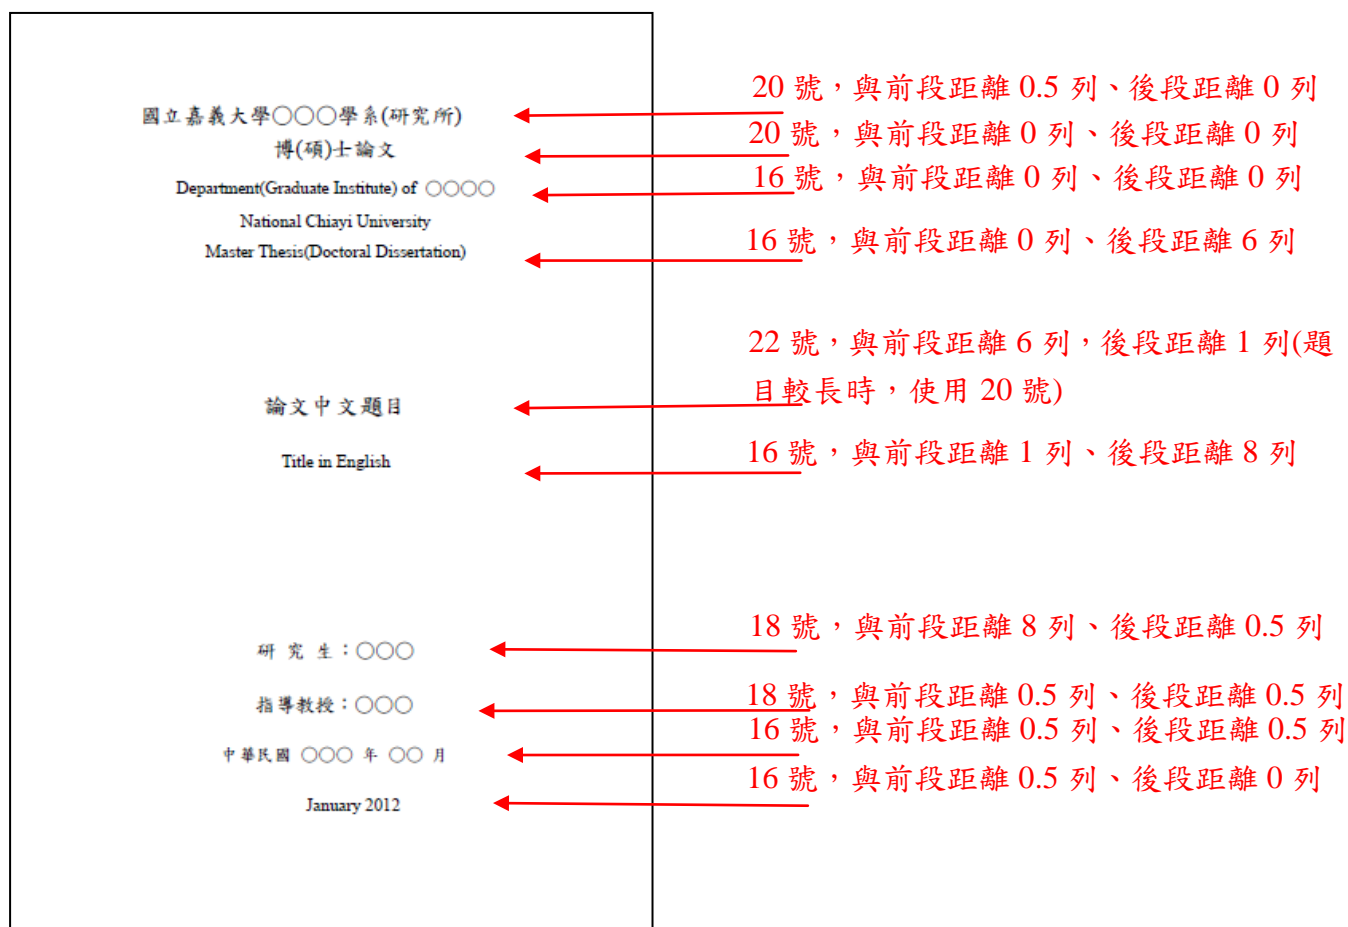 國立嘉義大學○○○學系(研究所)
博(碩)士論文
Department(Graduate Institute) of ○○○○
National Chiayi University
Master Thesis(Doctoral Dissertation)
論文中文題目
Title in English
研 究 生：○○○
指導教授：○○○
中華民國 ○○○ 年 ○○ 月
January 2012
20 號，與前段距離 0.5 列、後段距離 0 列
20 號，與前段距離 0 列、後段距離 0 列
16 號，與前段距離 0 列、後段距離 0 列
16 號，與前段距離 0 列、後段距離 6 列
22 號，與前段距離 6 列，後段距離 1 列(題
目較長時，使用 20 號)
16 號，與前段距離 1 列、後段距離 8 列
18 號，與前段距離 8 列、後段距離 0.5 列
18 號，與前段距離 0.5 列、後段距離 0.5 列
16 號，與前段距離 0.5 列、後段距離 0.5 列
16 號，與前段距離 0.5 列、後段距離 0 列